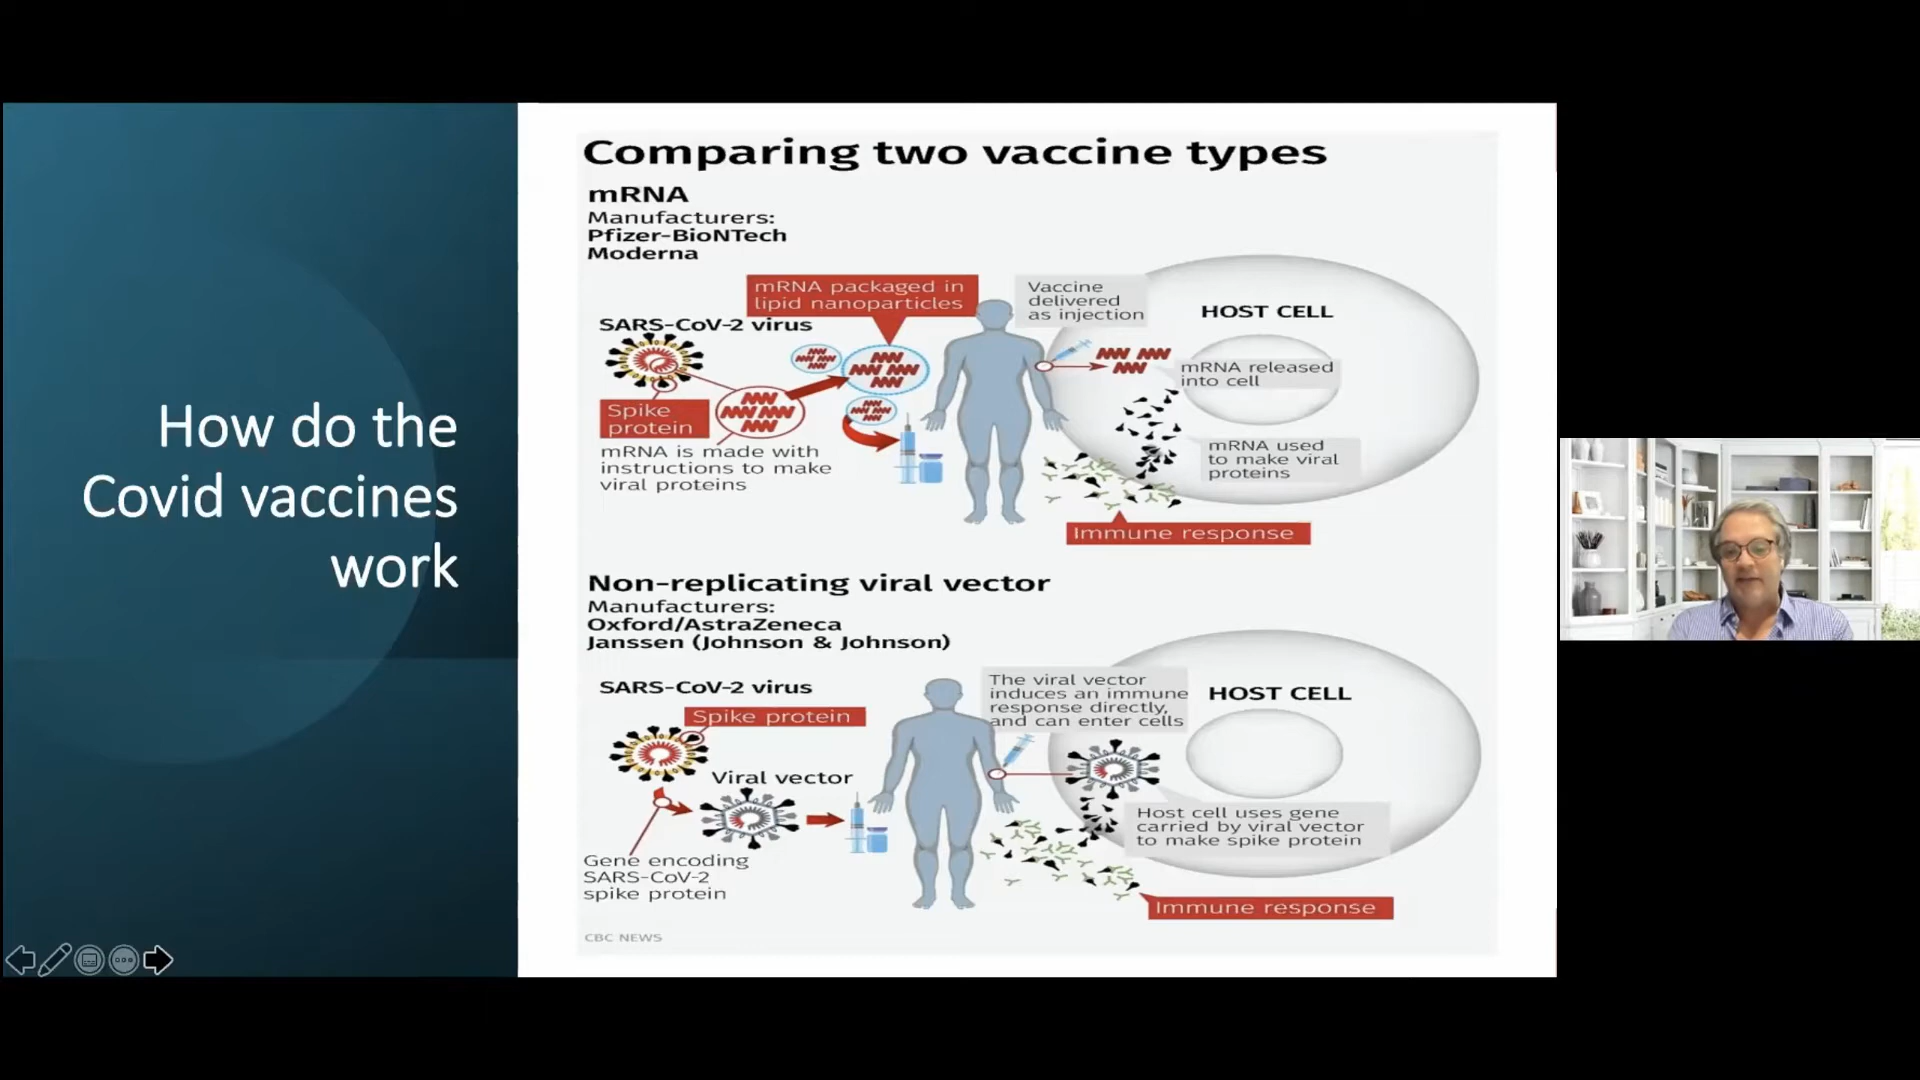 How do the
Covid vaccines
work
Comparing two vaccine types
mRNA
Manufacturers:
Pfizer-BioNTech
Moderna
mRNA packaged in
lipid nanoparticles
SARS-CoV-2 virus
Spike
protein
mRNA is made with
instructions to make
viral proteins
Vaccine
delivered
as injection
HOST CELL
mRNA released
into cell
mRNA used
to make viral
proteins
Immune response
Non-replicating viral vector
Manufacturers:
Oxford/AstraZeneca
Janssen (Johnson & Johnson)
SARS-CoV-2 virus
Spike protein
Viral vector
Gene encoding
SARS-CoV-2
spike protein
The viral vector
induces an immune
response directly,
and can enter cells
HOST CELL
Host cell uses gene
carried by viral vector
to make spike protein
Immune response
CBC NEWS